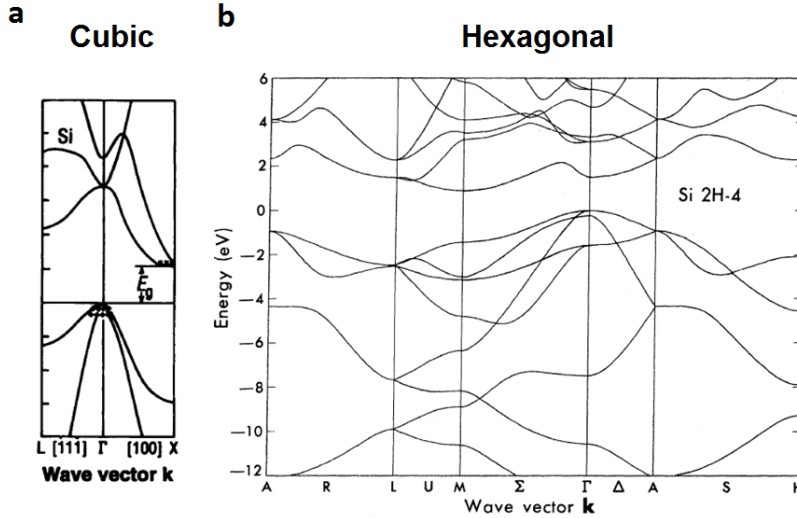 a
Cubic
Si
Eg
L [111] Γ [100] X
Wave vector k
b
Hexagonal
6
4
2
0
−2
−4
−6
−8
−10
−12
Energy (eV)
Si 2H-4
A R L U M Σ Γ Δ A S
Wave vector k